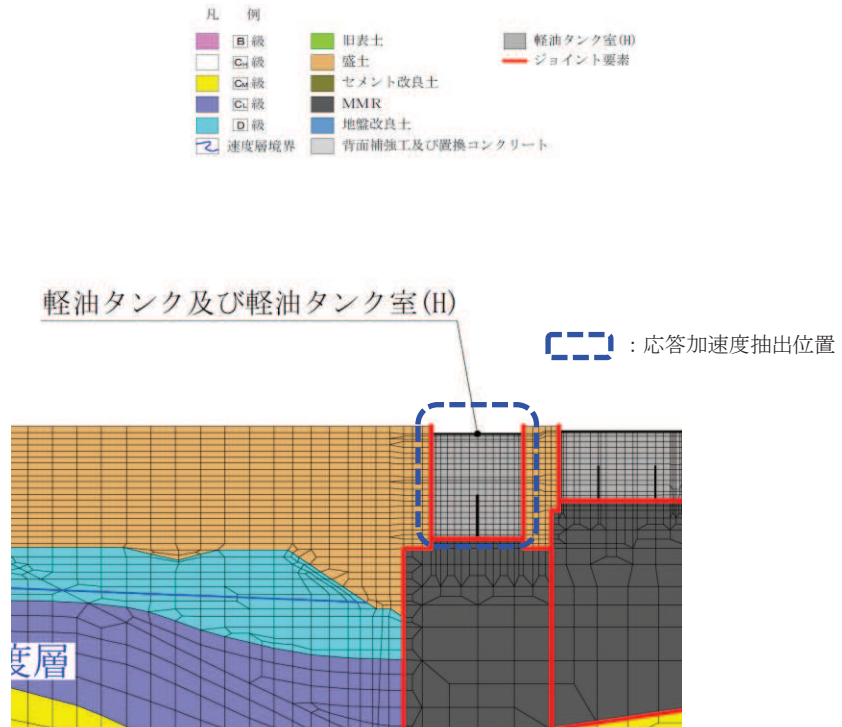 凡 例
B 級 旧表土 軽油タンク室(H)
CH 級 盛土 ジョイント要素
CM 級 セメント改良土
CL 級 MMR
D 級 地盤改良土
速度層境界 背面補強工及び置換コンクリート
軽油タンク及び軽油タンク室(H)
:応答加速度抽出位置
度層